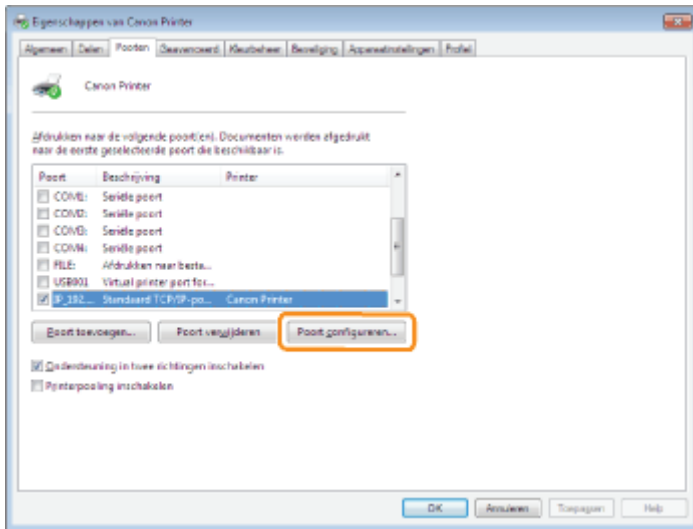 Eigenschappen van Canon Printer
Algemeen Delen Poorten Geavanceerd Kleurbeheer Beveiliging Apparaatinstellingen Profiel
Canon Printer
Afdrukken naar de volgende poort(en). Documenten worden afgedrukt
naar de eerste geselecteerde poort die beschikbaar is.
Poort Beschrijving Printer
COM1: Seriële poort
COM2: Seriële poort
COM3: Seriële poort
COM4: Seriële poort
FILE: Afdrukken naar besta...
USB001 Virtual printer port for...
IP_192.... Standaard TCP/IP-po... Canon Printer
Poort toevoegen... Poort verwijderen Poort configureren...
Ondersteuning in twee richtingen inschakelen
Printerpooling inschakelen
OK Annuleren Toepassen Help